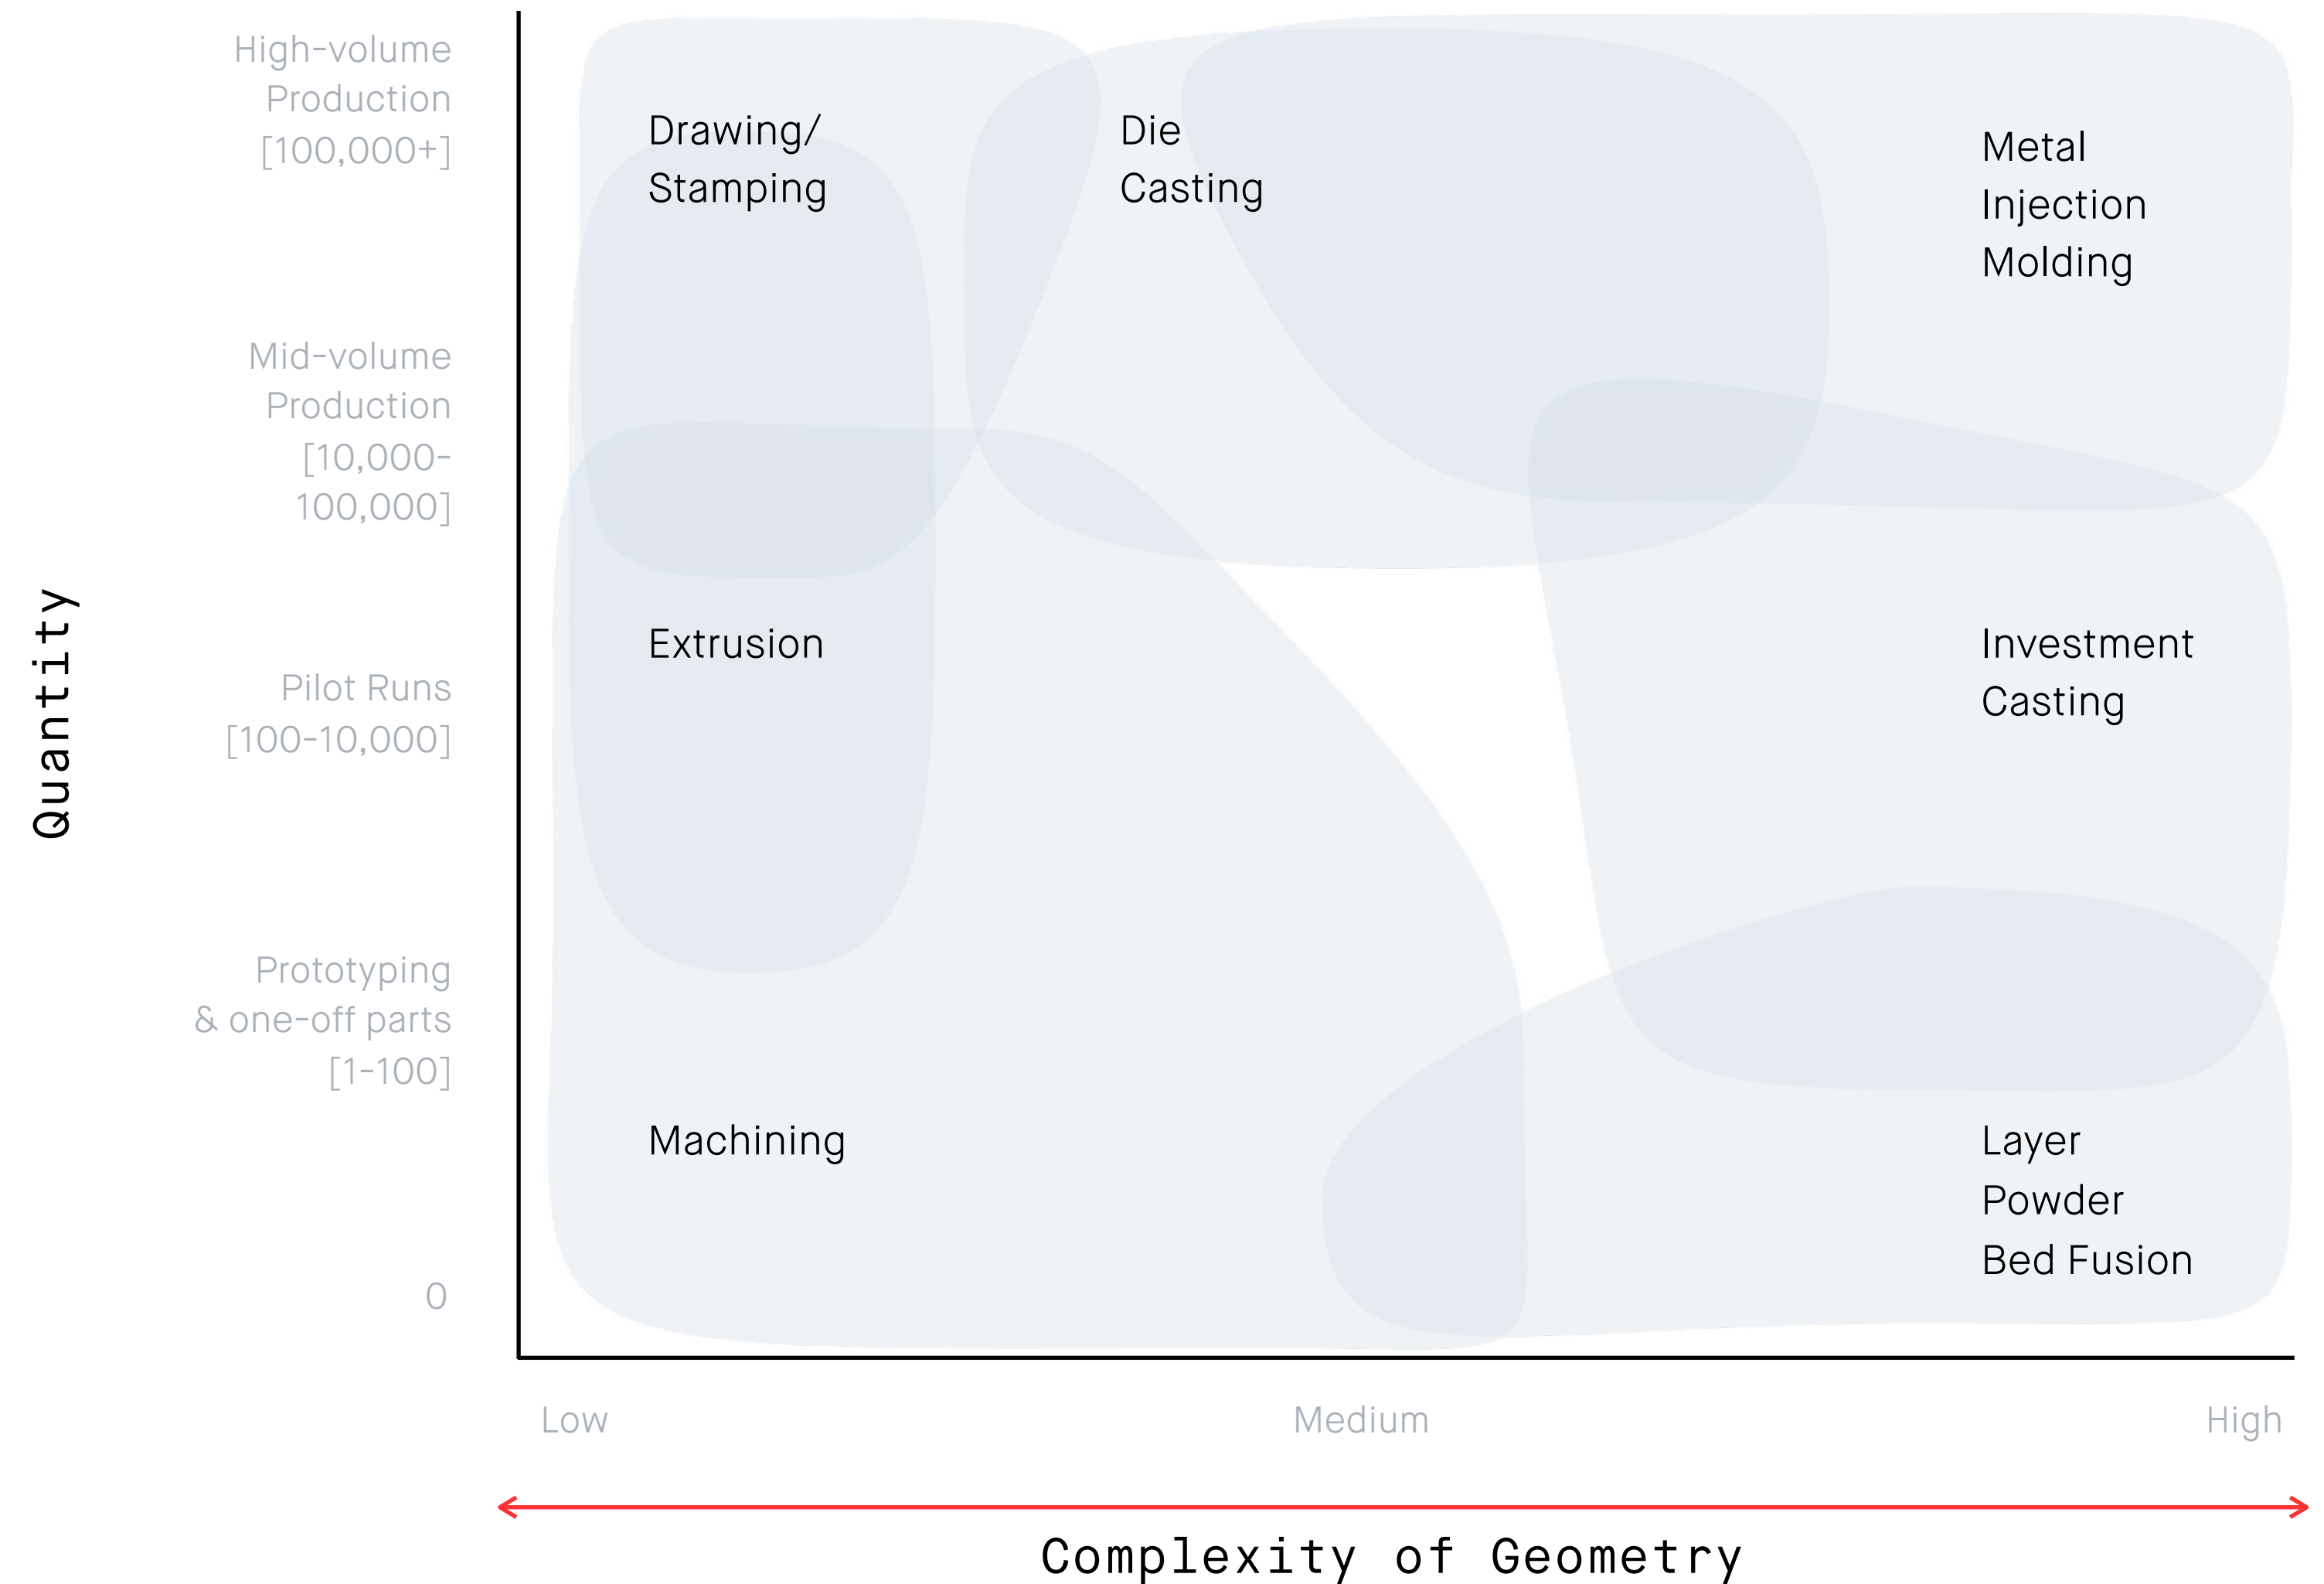 High-volume
Production
[100,000+]
Mid-volume
Production
[10,000-
100,000]
Pilot Runs
[100-10,000]
Prototyping
& one-off parts
[1-100]
0
Quantity
Drawing/
Stamping
Die
Casting
Metal
Injection
Molding
Extrusion
Investment
Casting
Machining
Layer
Powder
Bed Fusion
Low
Medium
High
Complexity of Geometry